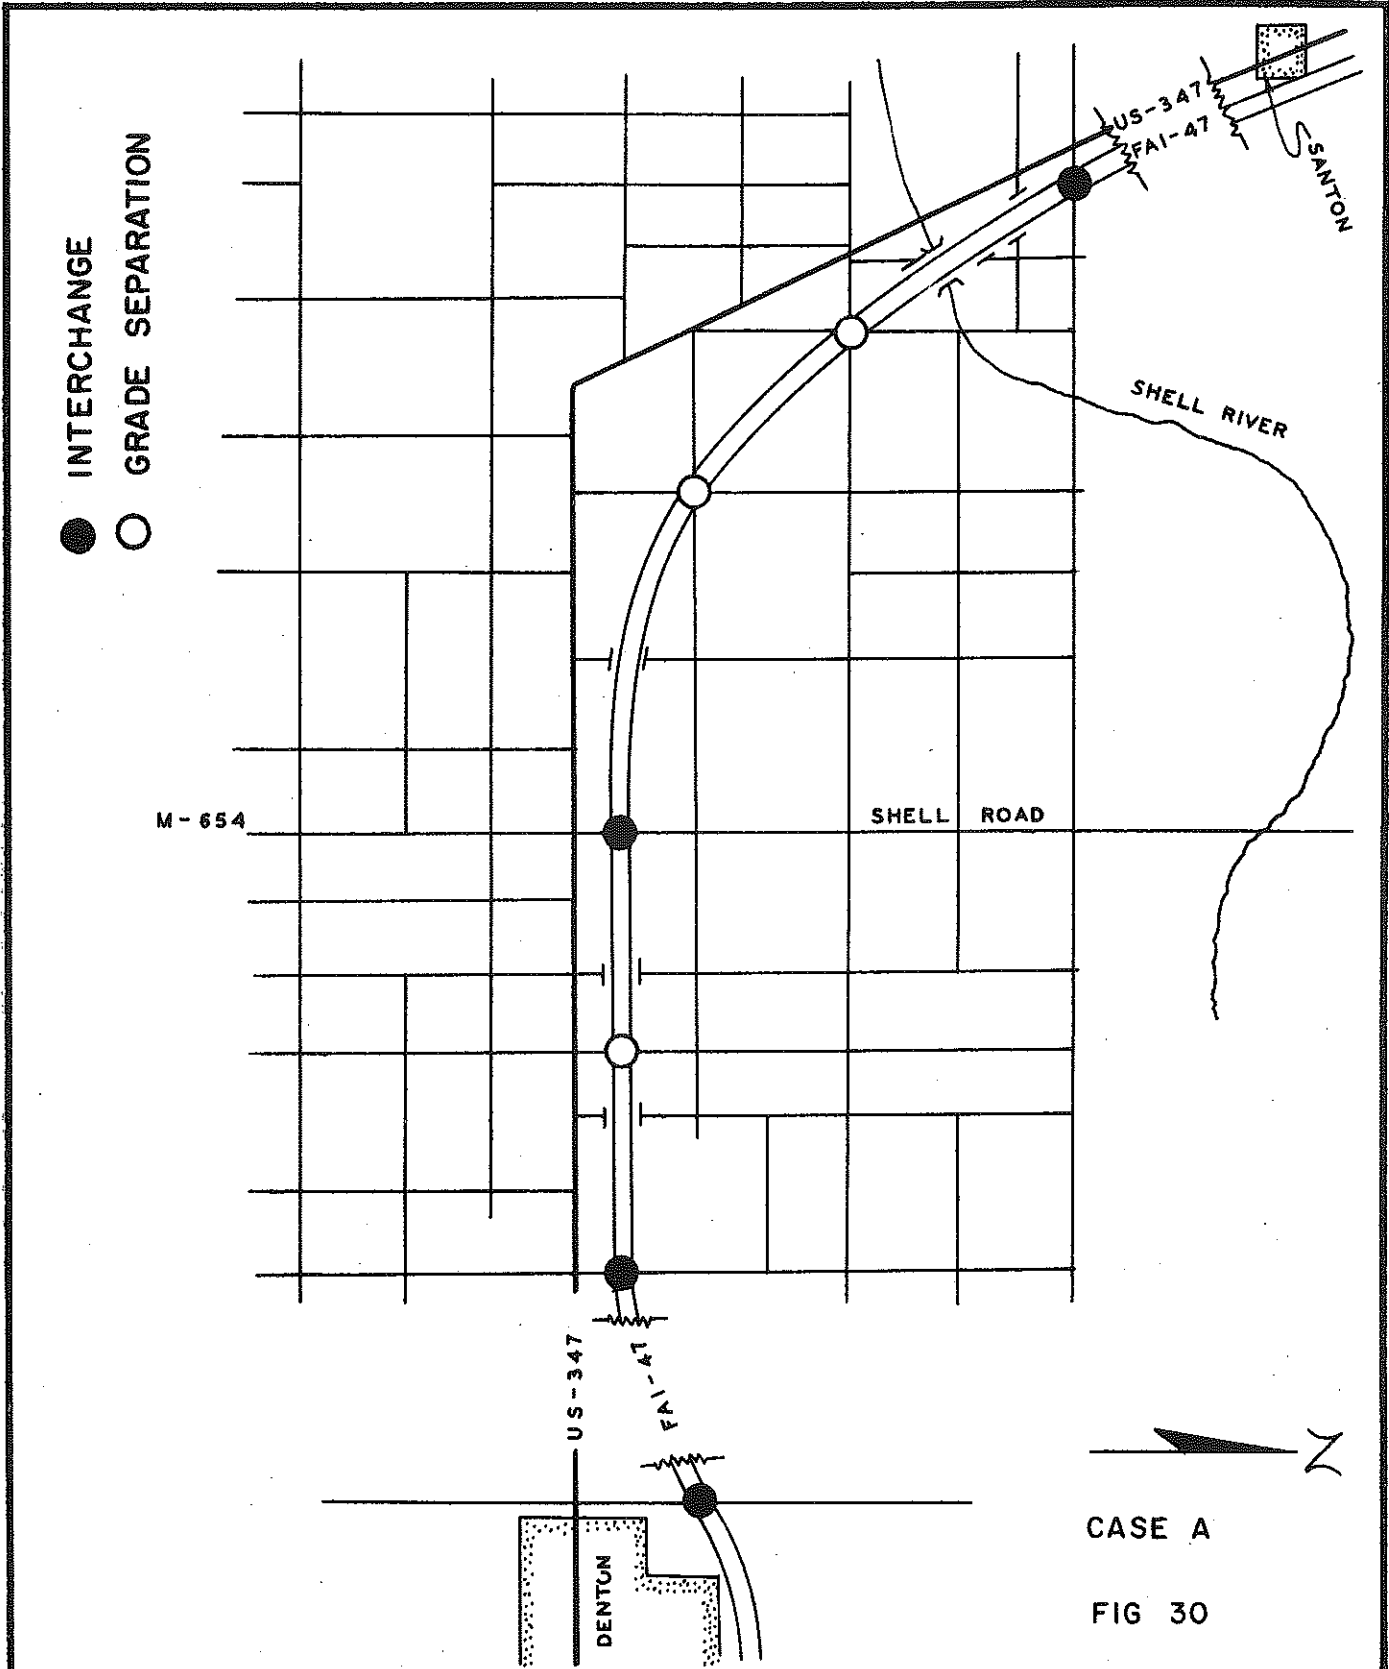 INTERCHANGE
GRADE SEPARATION
US-347
FAI-47
SANTON
SHELL RIVER
M-654
SHELL ROAD
US-347
FAI-47
DENTON
N
CASE A
FIG 30